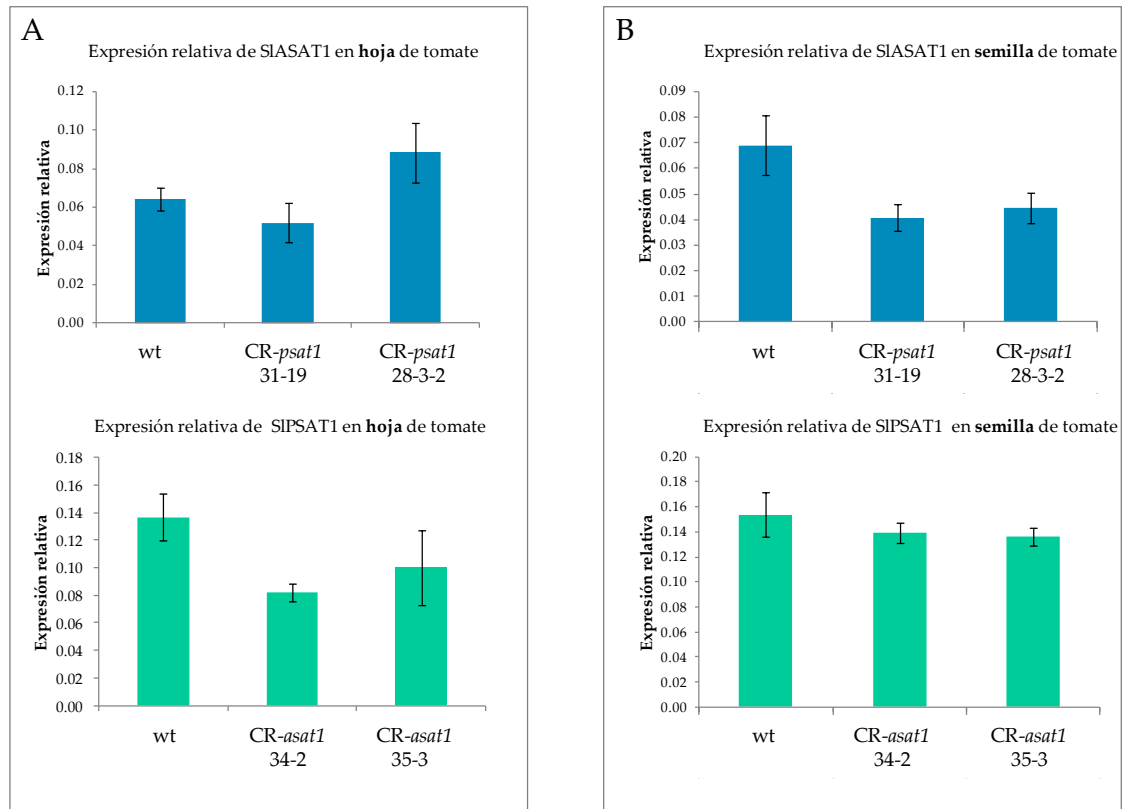 A
Expresión relativa de SlASAT1 en hoja de tomate
Expresión relativa
0.12
0.10
0.08
0.06
0.04
0.02
0.00
wt
CR-psat1
31-19
CR-psat1
28-3-2
Expresión relativa de SlPSAT1 en hoja de tomate
Expresión relativa
0.18
0.16
0.14
0.12
0.10
0.08
0.06
0.04
0.02
0.00
wt
CR-asat1
34-2
CR-asat1
35-3
B
Expresión relativa de SlASAT1 en semilla de tomate
Expresión relativa
0.09
0.08
0.07
0.06
0.05
0.04
0.03
0.02
0.01
0.00
wt
CR-psat1
31-19
CR-psat1
28-3-2
Expresión relativa de SlPSAT1 en semilla de tomate
Expresión relativa
0.20
0.18
0.16
0.14
0.12
0.10
0.08
0.06
0.04
0.02
0.00
wt
CR-asat1
34-2
CR-asat1
35-3